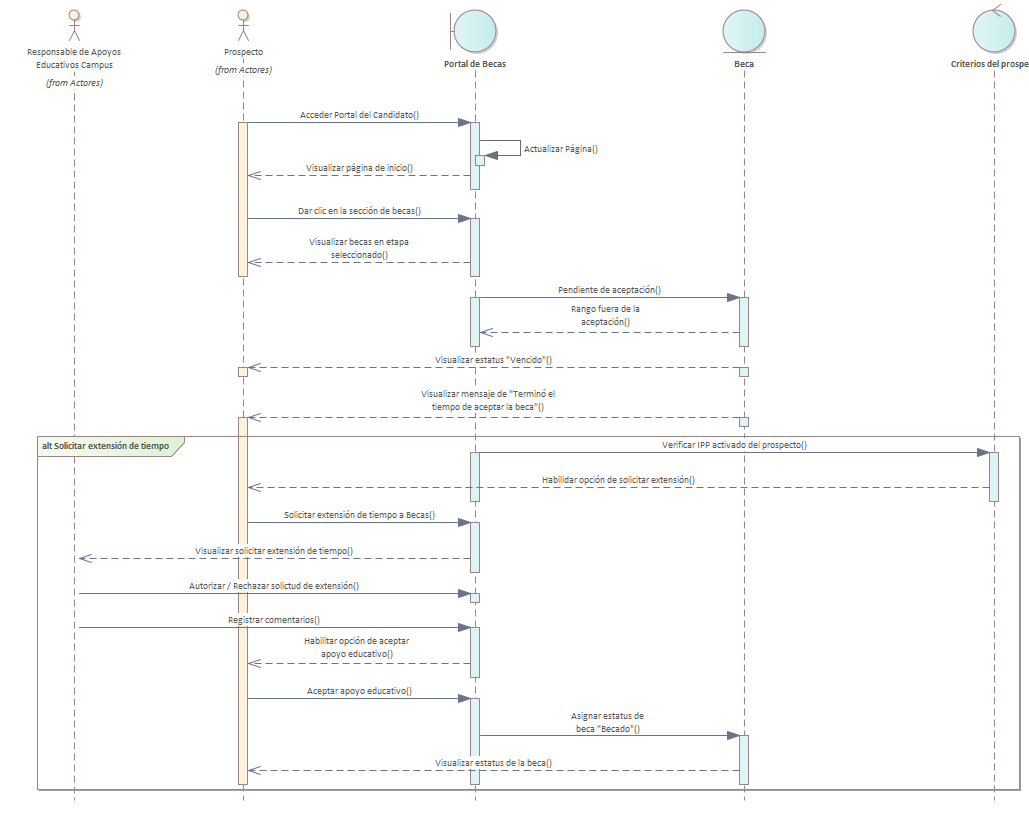 Responsable de Apoyos
Educativos Campus
(from Actores)
Prospecto
(from Actores)
Portal de Becas
Beca
Criterios del prospe
Acceder Portal del Candidato()
Actualizar Página()
Visualizar página de inicio()
Dar clic en la sección de becas()
Visualizar becas en etapa
seleccionado()
Pendiente de aceptación()
Rango fuera de la
aceptación()
Visualizar estatus "Vencido"()
Visualizar mensaje de "Terminó el
tiempo de aceptar la beca"()
alt Solicitar extensión de tiempo
Verificar IPP activado del prospecto()
Habilidar opción de solicitar extensión()
Solicitar extensión de tiempo a Becas()
Visualizar solicitar extensión de tiempo()
Autorizar / Rechazar solictud de extensión()
Registrar comentarios()
Habilitar opción de aceptar
apoyo educativo()
Aceptar apoyo educativo()
Asignar estatus de
beca "Becado"()
Visualizar estatus de la beca()